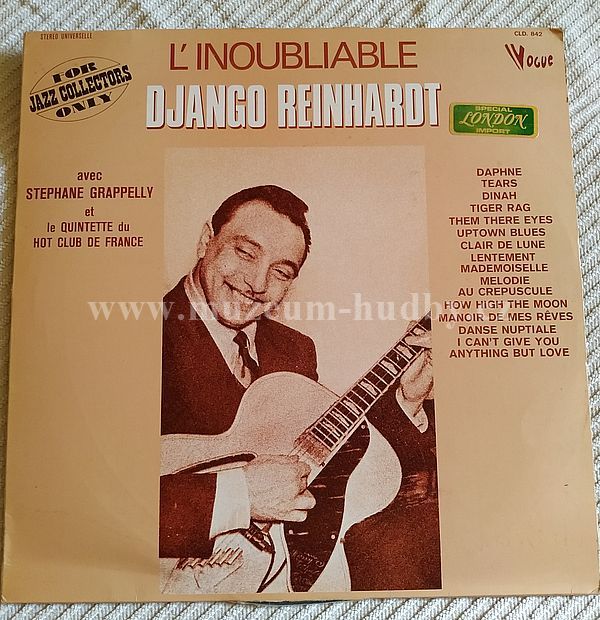 STEREO UNIVERSELLE
CLD. 842
L'INOUBLIABLE
Vogue
FOR
JAZZ COLLECTORS
ONLY
DJANGO REINHARDT
SPECIAL
LONDON
IMPORT
avec
STEPHANE GRAPPELLY
et
le QUINTETTE du
HOT CLUB DE FRANCE
DAPHNE
TEARS
DINAH
TIGER RAG
THEM THERE EYES
UPTOWN BLUES
CLAIR DE LUNE
LENTEMENT
MADEMOISELLE
MELODIE
AU CREPUSCULE
HOW HIGH THE MOON
MANOIR DE MES RÊVES
DANSE NUPTIALE
I CAN'T GIVE YOU
ANYTHING BUT LOVE